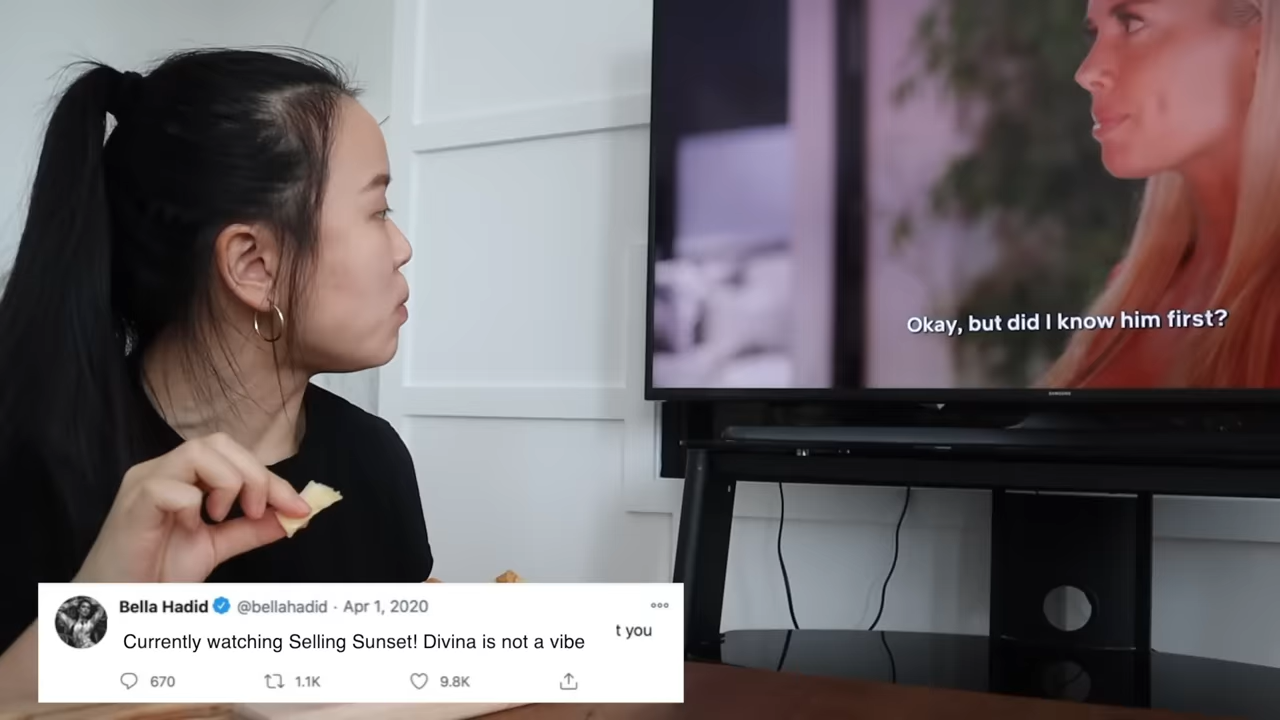 Okay, but did I know him first?
SAMSUNG
Bella Hadid @bellahadid · Apr 1, 2020
t you
Currently watching Selling Sunset! Divina is not a vibe
670 1.1K 9.8K